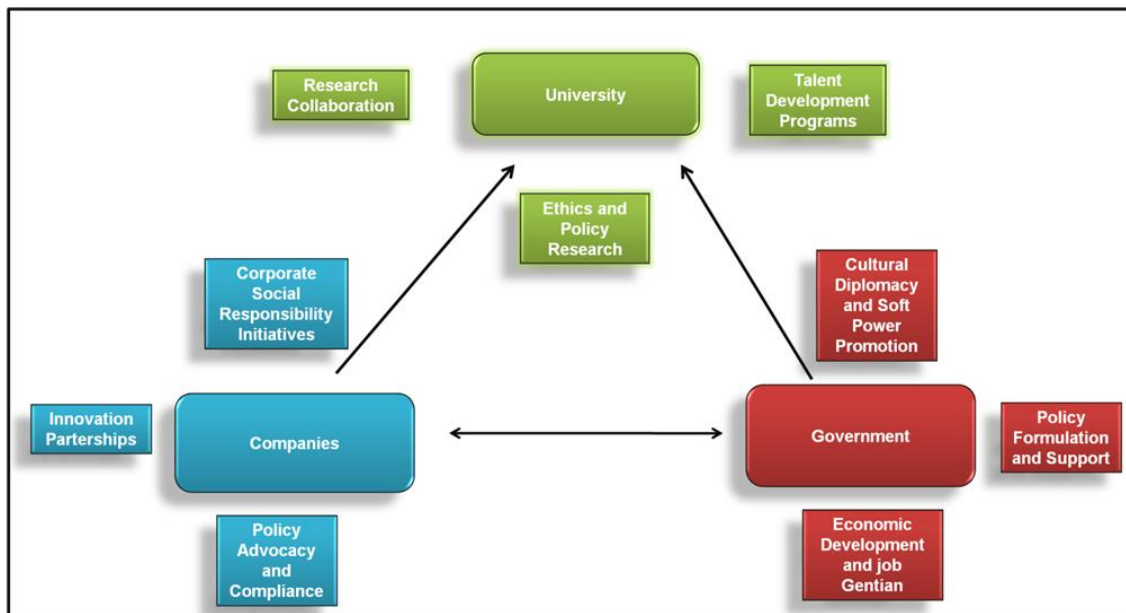 Research
Collaboration
University
Talent
Development
Programs
Ethics and
Policy
Research
Corporate
Social
Responsibility
Initiatives
Cultural
Diplomacy
and Soft
Power
Promotion
Innovation
Parterships
Companies
Government
Policy
Formulation
and Support
Policy
Advocacy
and
Compliance
Economic
Development
and job
Gentian